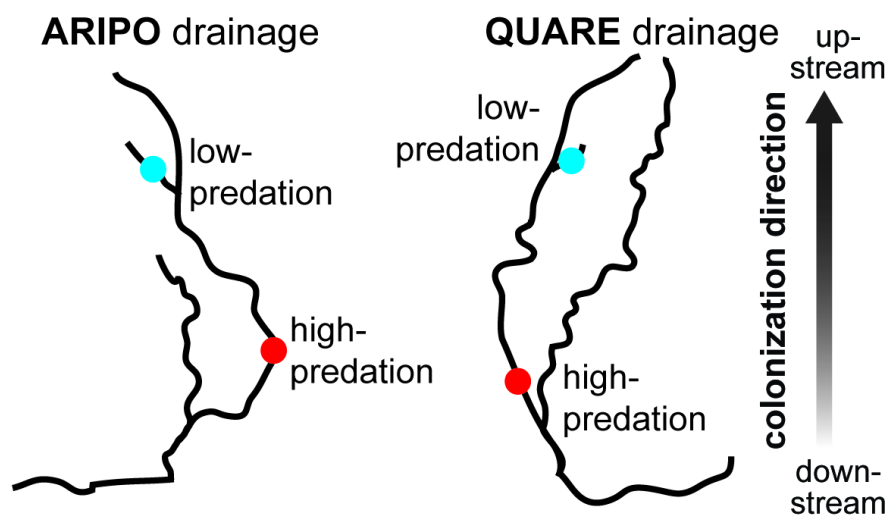 ARIPO drainage
low-
predation
high-
predation
QUARE drainage
low-
predation
high-
predation
up-
stream
colonization direction
down-
stream